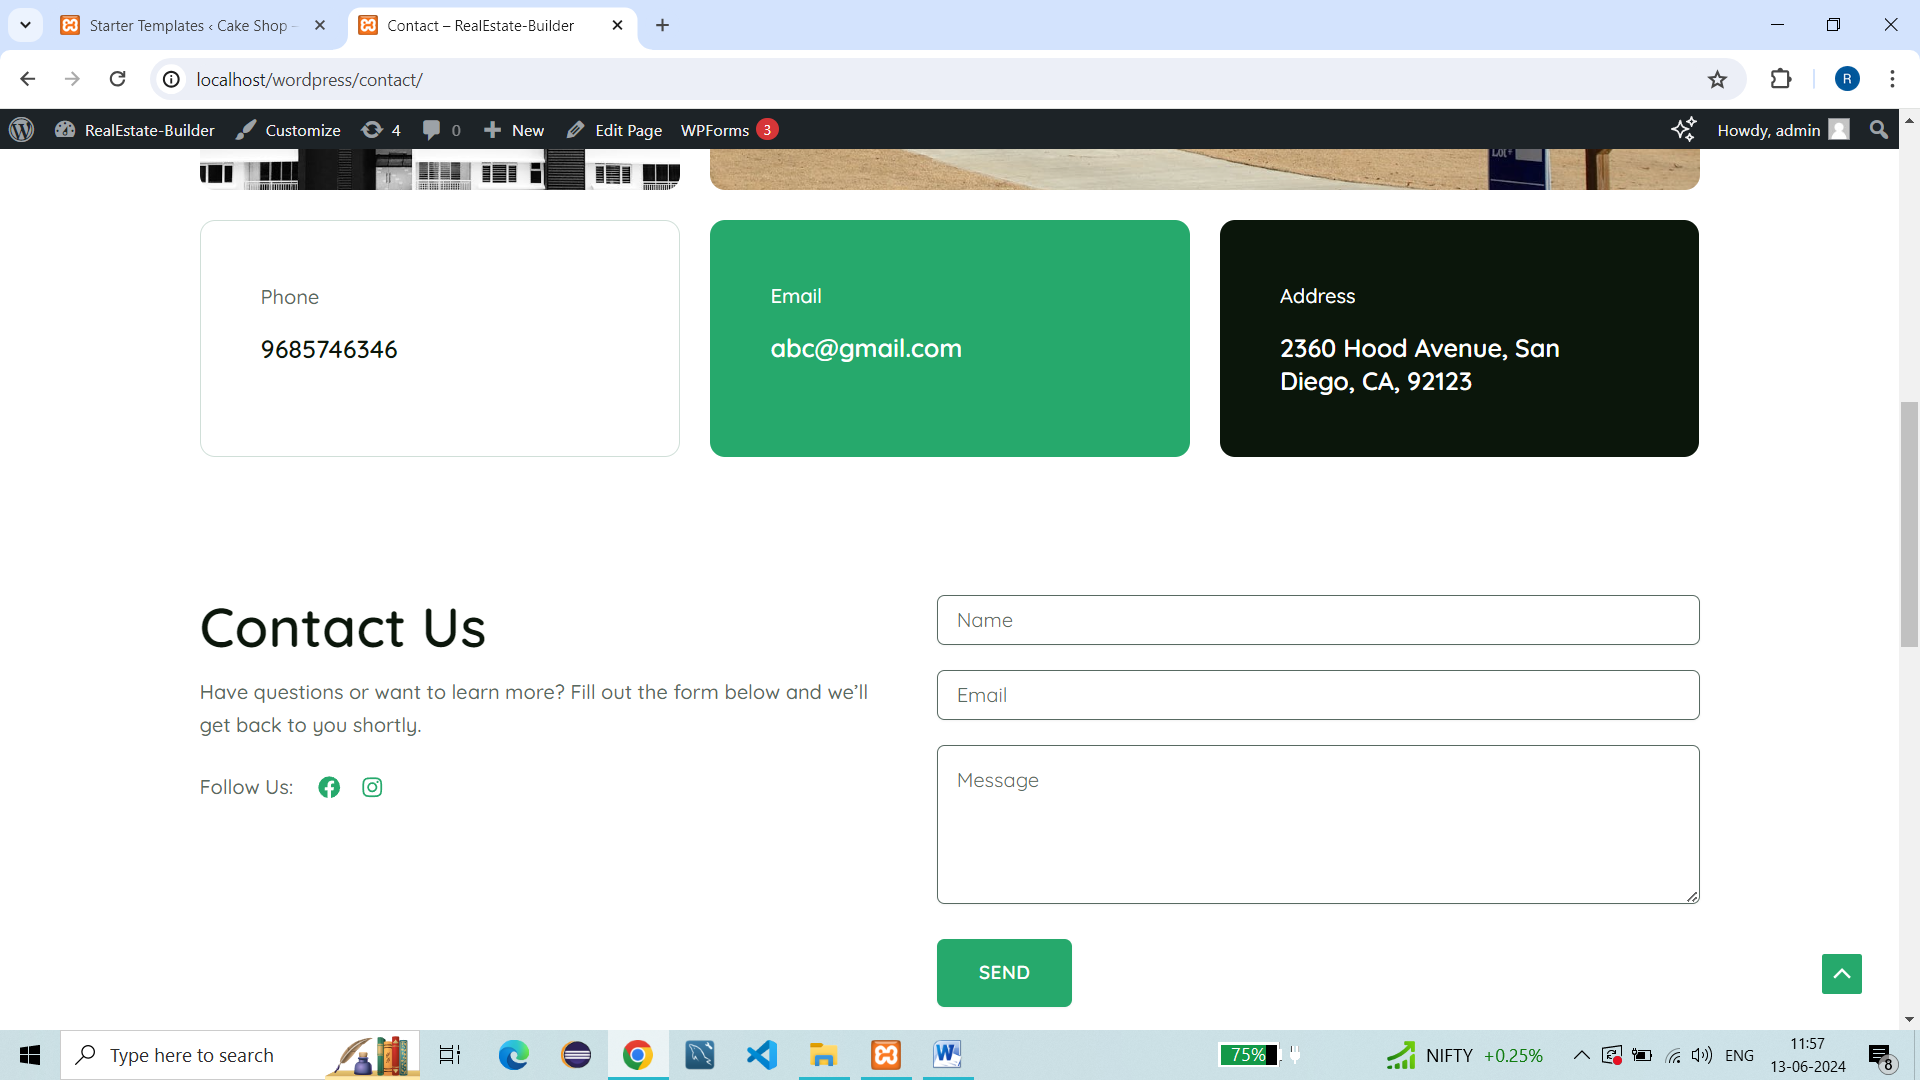 Starter Templates ‹ Cake Shop –
Contact – RealEstate-Builder
localhost/wordpress/contact/
R
RealEstate-Builder
Customize
4
0
New
Edit Page
WPForms 3
Howdy, admin
Phone
9685746346
Email
abc@gmail.com
Address
2360 Hood Avenue, San
Diego, CA, 92123
Contact Us
Have questions or want to learn more? Fill out the form below and we’ll
get back to you shortly.
Follow Us:
Name
Email
Message
SEND
Type here to search
75%
NIFTY +0.25%
ENG
11:57
13-06-2024
8